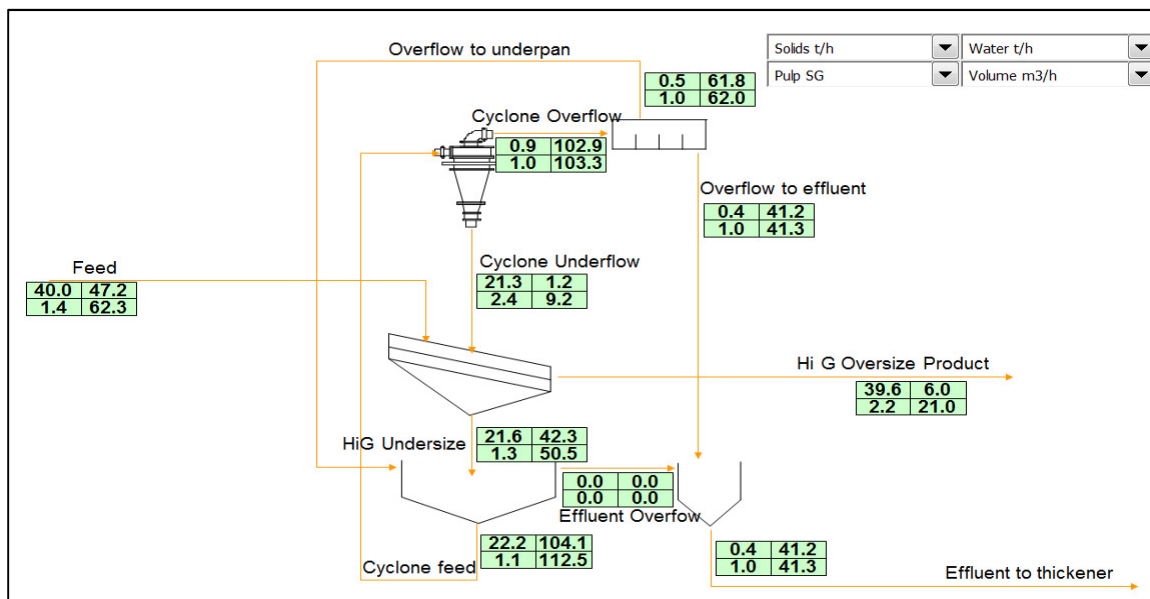 Overflow to underpan
Solids t/h Water t/h
Pulp SG Volume m3/h
0.5 61.8
1.0 62.0
Cyclone Overflow
0.9 102.9
1.0 103.3
Overflow to effluent
0.4 41.2
1.0 41.3
Cyclone Underflow
21.3 1.2
2.4 9.2
Feed
40.0 47.2
1.4 62.3
Hi G Oversize Product
39.6 6.0
2.2 21.0
HiG Undersize
21.6 42.3
1.3 50.5
0.0 0.0
0.0 0.0
Effluent Overfow
22.2 104.1
1.1 112.5
Cyclone feed
0.4 41.2
1.0 41.3
Effluent to thickener